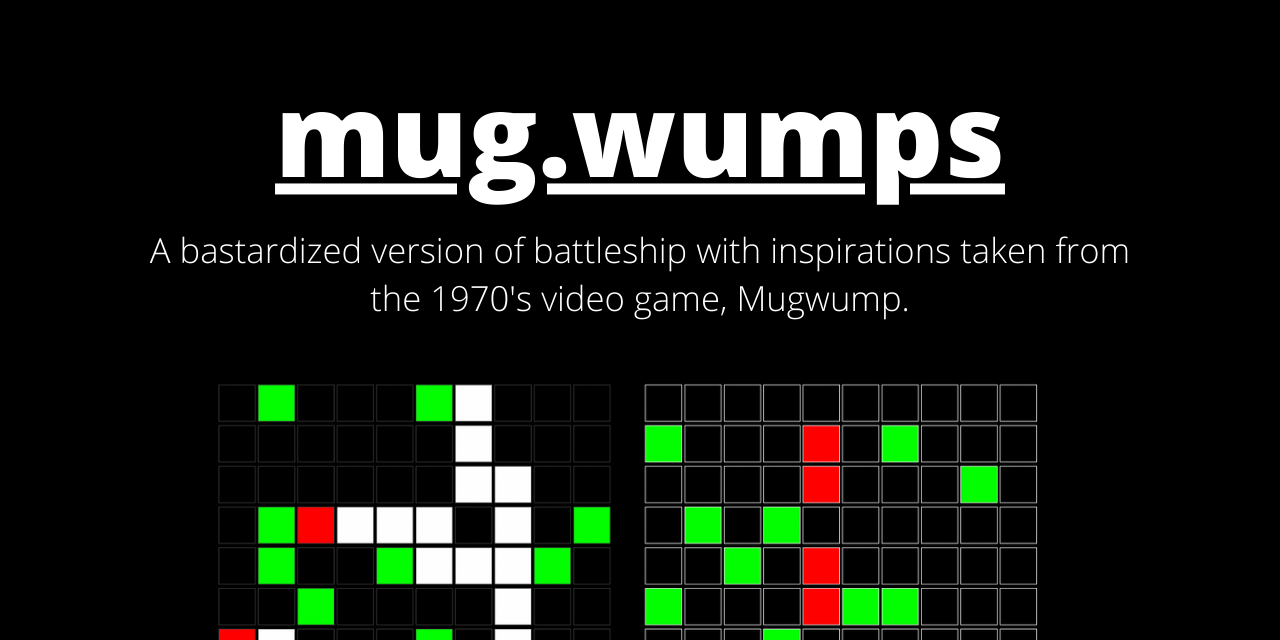 mug.wumps
A bastardized version of battleship with inspirations taken from
the 1970's video game, Mugwump.